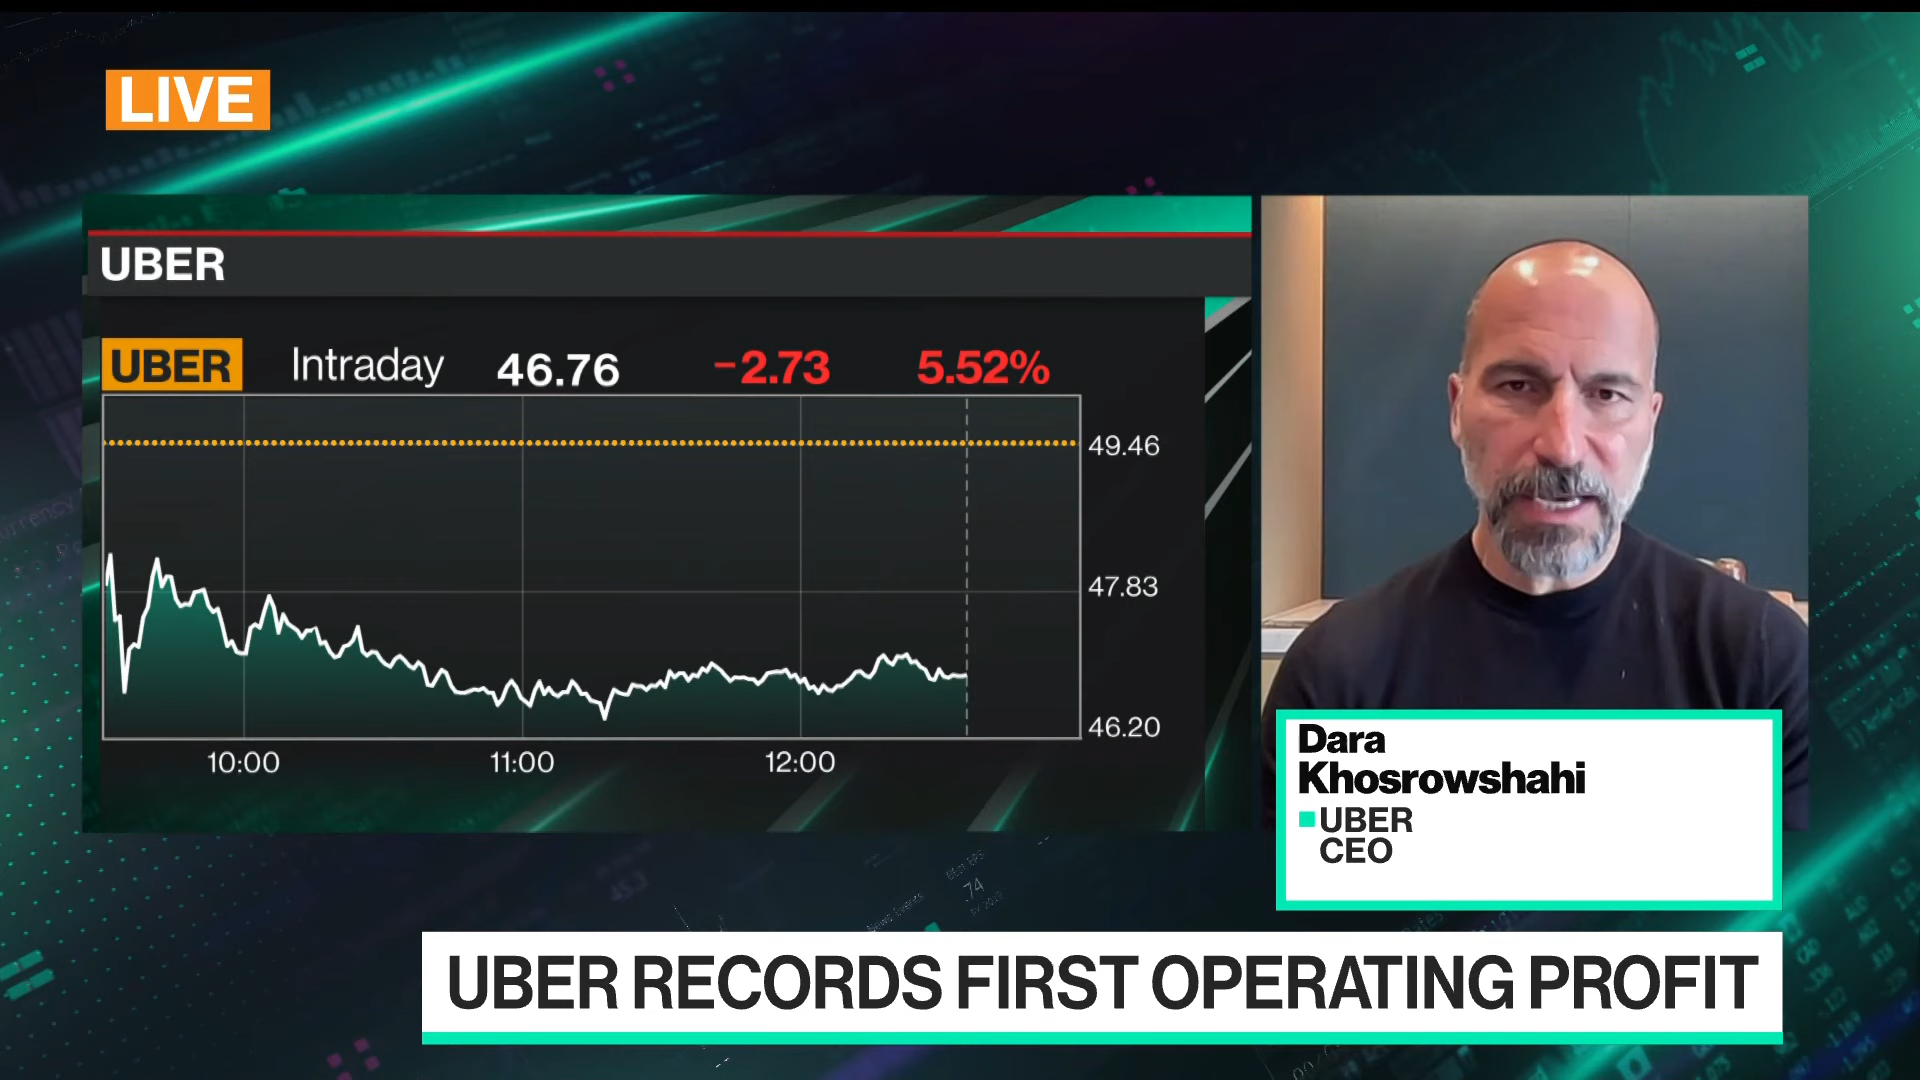 LIVE
UBER
UBER Intraday 46.76 −2.73 5.52%
49.46
47.83
46.20
10:00 11:00 12:00
Dara
Khosrowshahi
UBER
CEO
UBER RECORDS FIRST OPERATING PROFIT